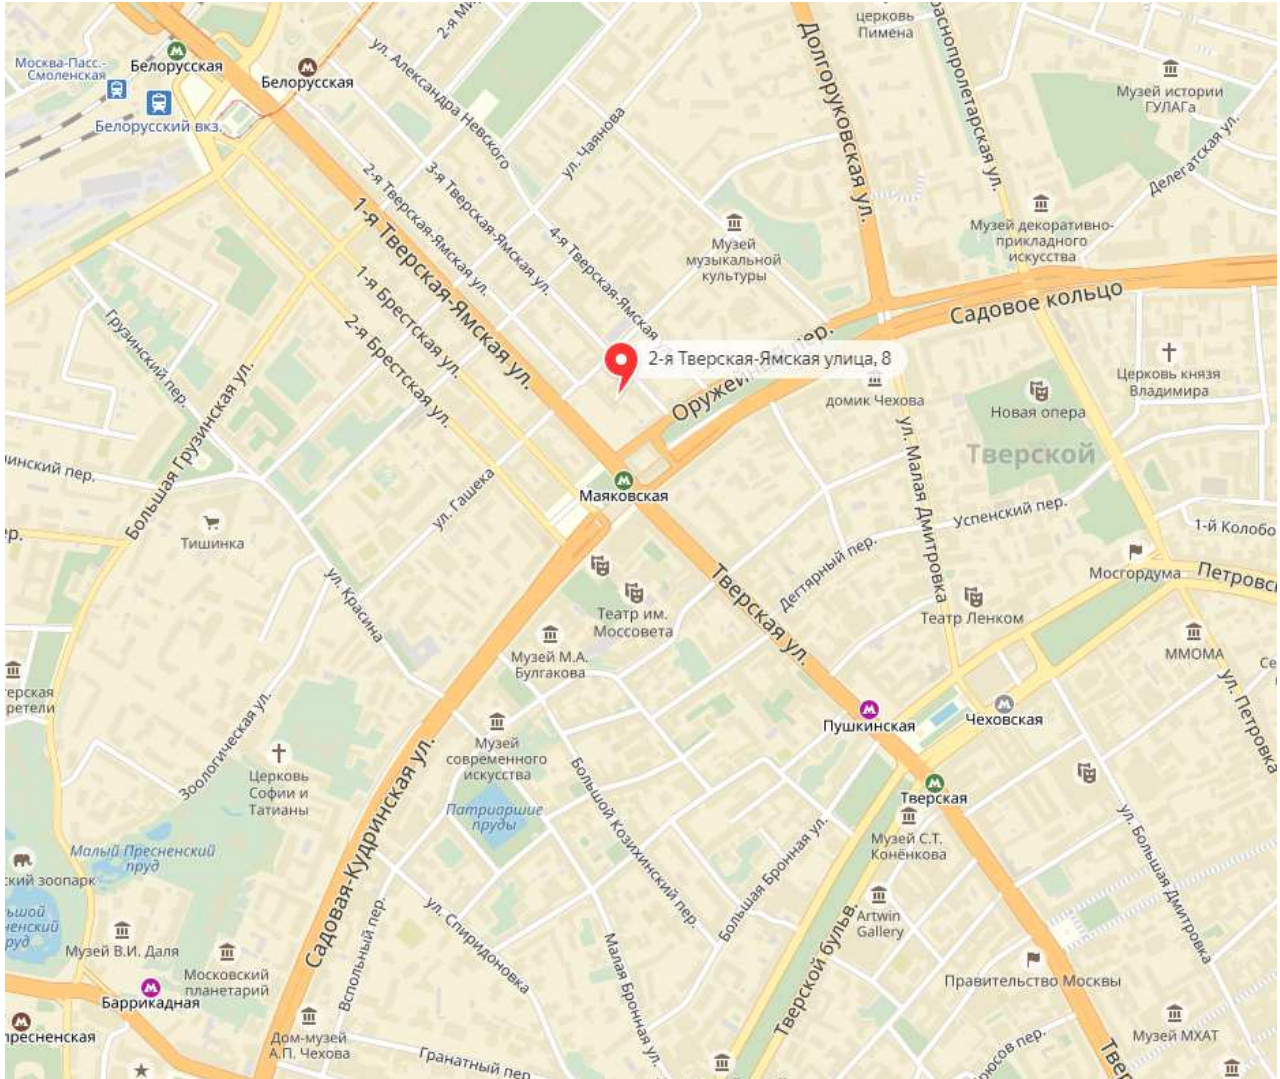 церковь
Пимена
Москва-Пасс.-
Смоленская
Белорусская
Белорусская
ул. Александра Невского
Долгоруковская ул.
Музей истории
ГУЛАГа
Белорусский вкз.
ул. Чаянова
Делегатская ул.
2-я Тверская-Ямская ул.
3-я Тверская-Ямская ул.
4-я Тверская-Ямская ул.
1-я Тверская-Ямская ул.
Музей
музыкальной
культуры
Музей декоративно-
прикладного
искусства
1-я Брестская ул.
2-я Брестская ул.
Грузинский пер.
Садовое кольцо
2-я Тверская-Ямская улица, 8
Оружейный пер.
домик Чехова
Церковь князя
Владимира
Новая опера
Тверской
Большая Грузинская ул.
ул. Гашека
Маяковская
ул. Малая Дмитровка
Успенский пер.
1-й Колобо
Тишинка
Дегтярный пер.
Мосгордума
Петровс
ул. Красина
Тверская ул.
Театр им.
Моссовета
Театр Ленком
Музей М.А.
Булгакова
ММОМА
ул. Петровка
Зоологическая ул.
Музей
современного
искусства
Пушкинская
Чеховская
Церковь
Софии и
Татианы
Садовая-Кудринская ул.
Патриаршие
пруды
Большой Козихинский пер.
Тверская
Музей С.Т.
Конёнкова
Малый Пресненский
пруд
Большая Бронная ул.
ул. Большая Дмитровка
ский зоопарк
Artwin
Gallery
ул. Спиридоновка
Музей В.И. Даля
Московский
планетарий
Вспольный пер.
Малая Бронная ул.
Тверской бульв.
Правительство Москвы
Баррикадная
пресненская
Дом-музей
А.П. Чехова
Гранатный пер
Музей МХАТ
рюсов пер.
Твер